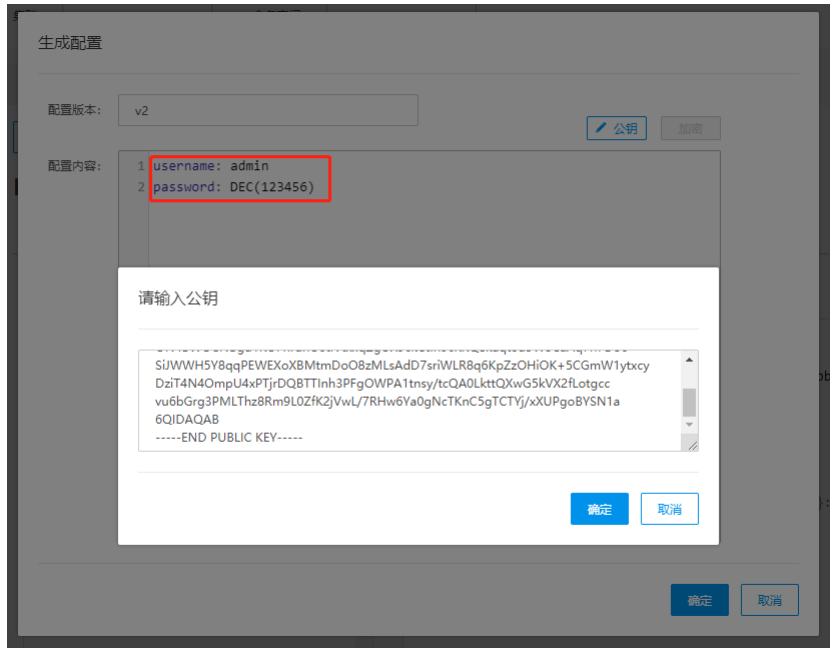 生成配置
配置版本:
v2
公钥
加密
配置内容:
1 username: admin
2 password: DEC(123456)
请输入公钥
SiJWWH5Y8qqPEWEXoXBMtmDoO8zMLsAdD7sriWLR8q6KpZzOHiOK+5CGmW1ytxcy
DziT4N4OmpU4xPTjrDQBTTInh3PFgOWPA1tnsy/tcQA0LkttQXwG5kVX2fLotgcc
vu6bGrg3PMLThz8Rm9L0ZfK2jVwL/7RHw6Ya0gNcTKnC5gTCTYj/xXUPgoBYSN1a
6QIDAQAB
-----END PUBLIC KEY-----
确定
取消
确定
取消